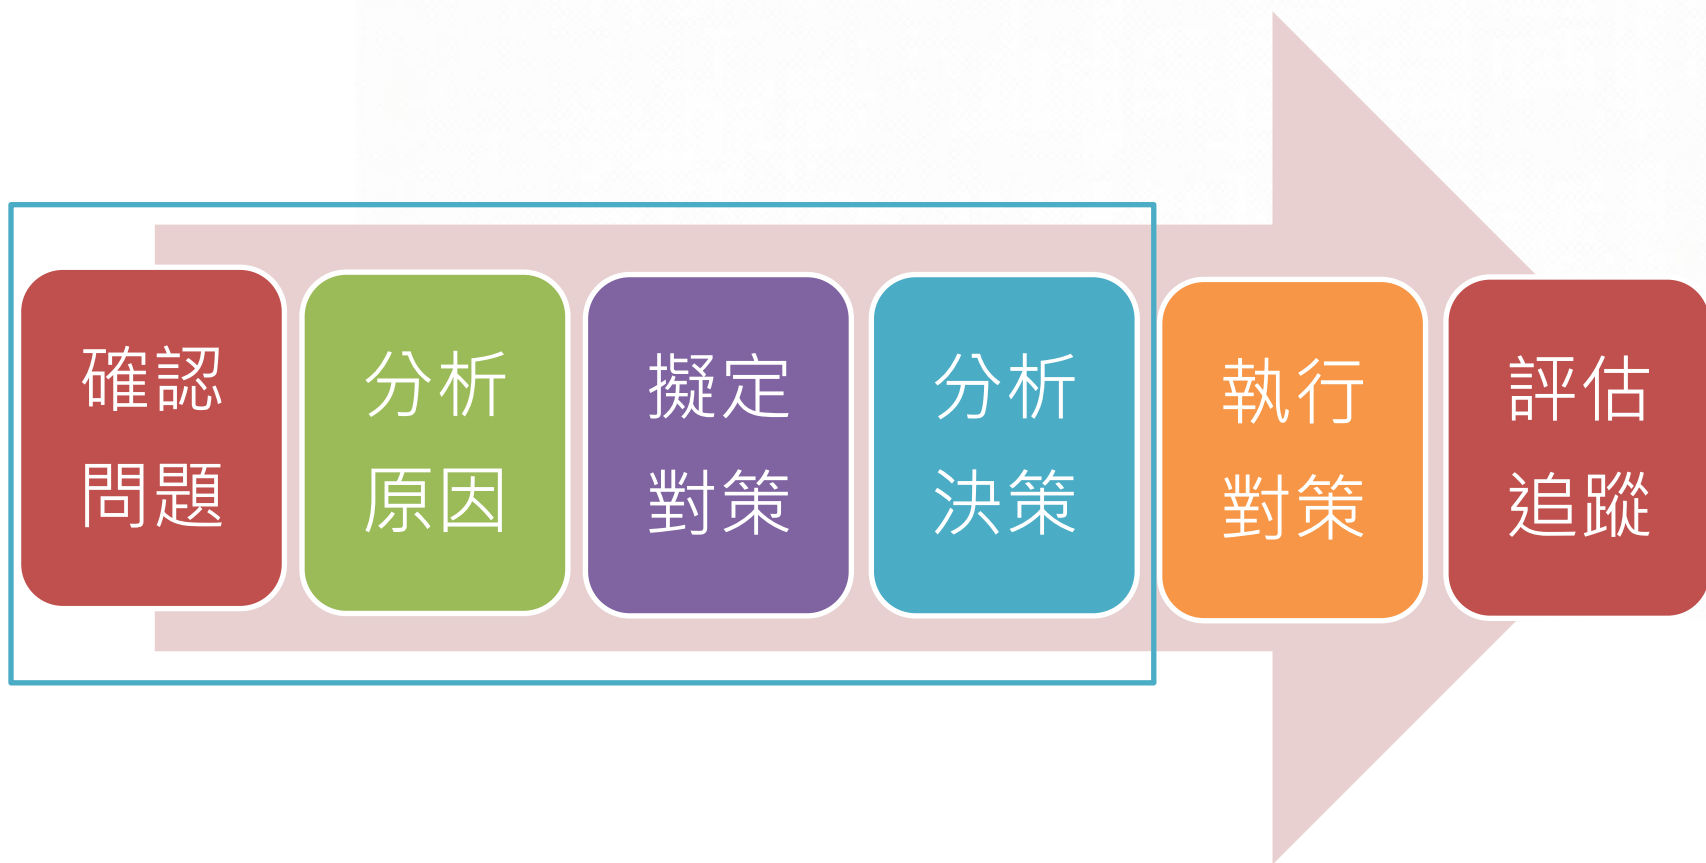 確認
問題
分析
原因
擬定
對策
分析
決策
執行
對策
評估
追蹤